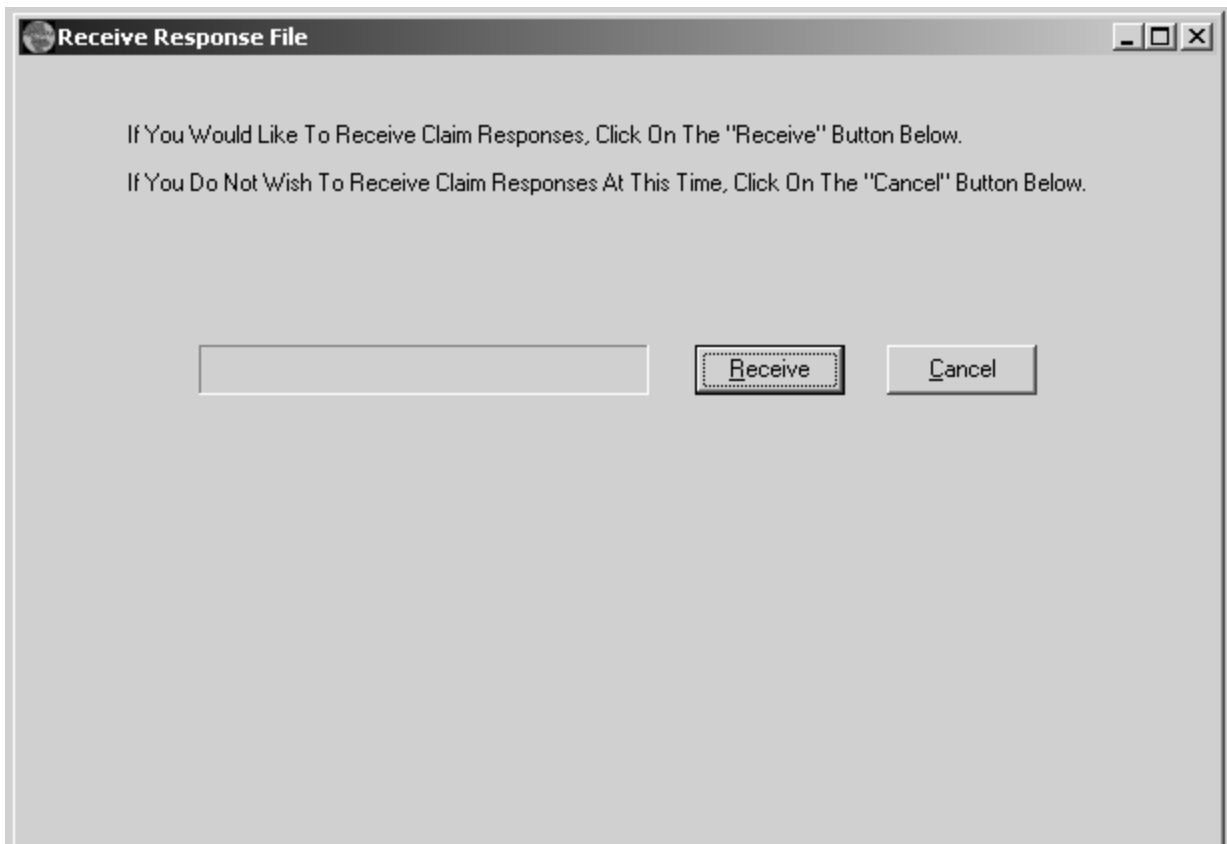 Receive Response File
If You Would Like To Receive Claim Responses, Click On The "Receive" Button Below.
If You Do Not Wish To Receive Claim Responses At This Time, Click On The "Cancel" Button Below.
Receive Cancel